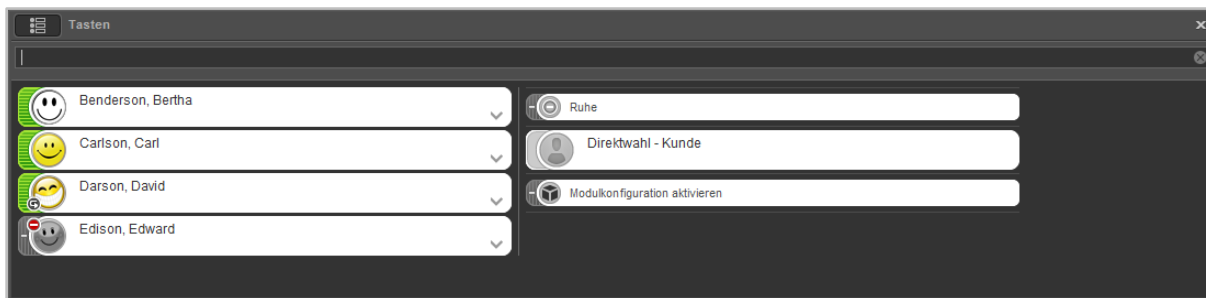 Tasten
Benderson, Bertha
Carlson, Carl
Darson, David
Edison, Edward
Ruhe
Direktwahl - Kunde
Modulkonfiguration aktivieren